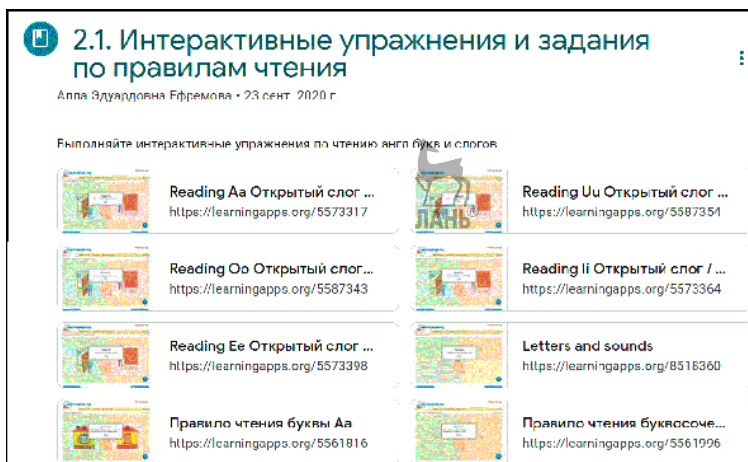 2.1. Интерактивные упражнения и задания
по правилам чтения
Алла Эдуардовна Ефремова • 23 сент. 2020 г.
Выполняйте интерактивные упражнения по чтению англ букв и слогов
ЛАНЬ®
Reading Aa Открытый слог ...
https://learningapps.org/5573317
Reading Uu Открытый слог ...
https://learningapps.org/5587354
Reading Oo Открытый слог...
https://learningapps.org/5587343
Reading Ii Открытый слог / ...
https://learningapps.org/5573364
Reading Ee Открытый слог ...
https://learningapps.org/5573398
Letters and sounds
https://learningapps.org/8518360
Правило чтения буквы Aa
https://learningapps.org/5561816
Правило чтения буквосоче...
https://learningapps.org/5561996